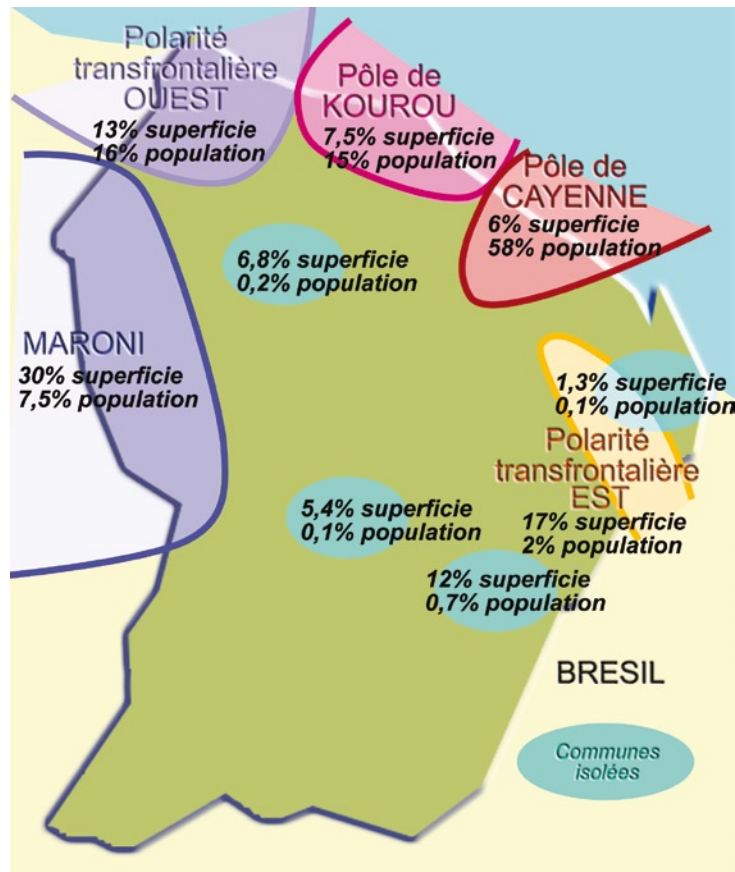 Polarité
transfrontalière
OUEST
13% superficie
16% population
Pôle de
KOUROU
7,5% superficie
15% population
Pôle de
CAYENNE
6% superficie
58% population
6,8% superficie
0,2% population
MARONI
30% superficie
7,5% population
1,3% superficie
0,1% population
Polarité
transfrontalière
EST
17% superficie
2% population
5,4% superficie
0,1% population
12% superficie
0,7% population
BRESIL
Communes
isolées